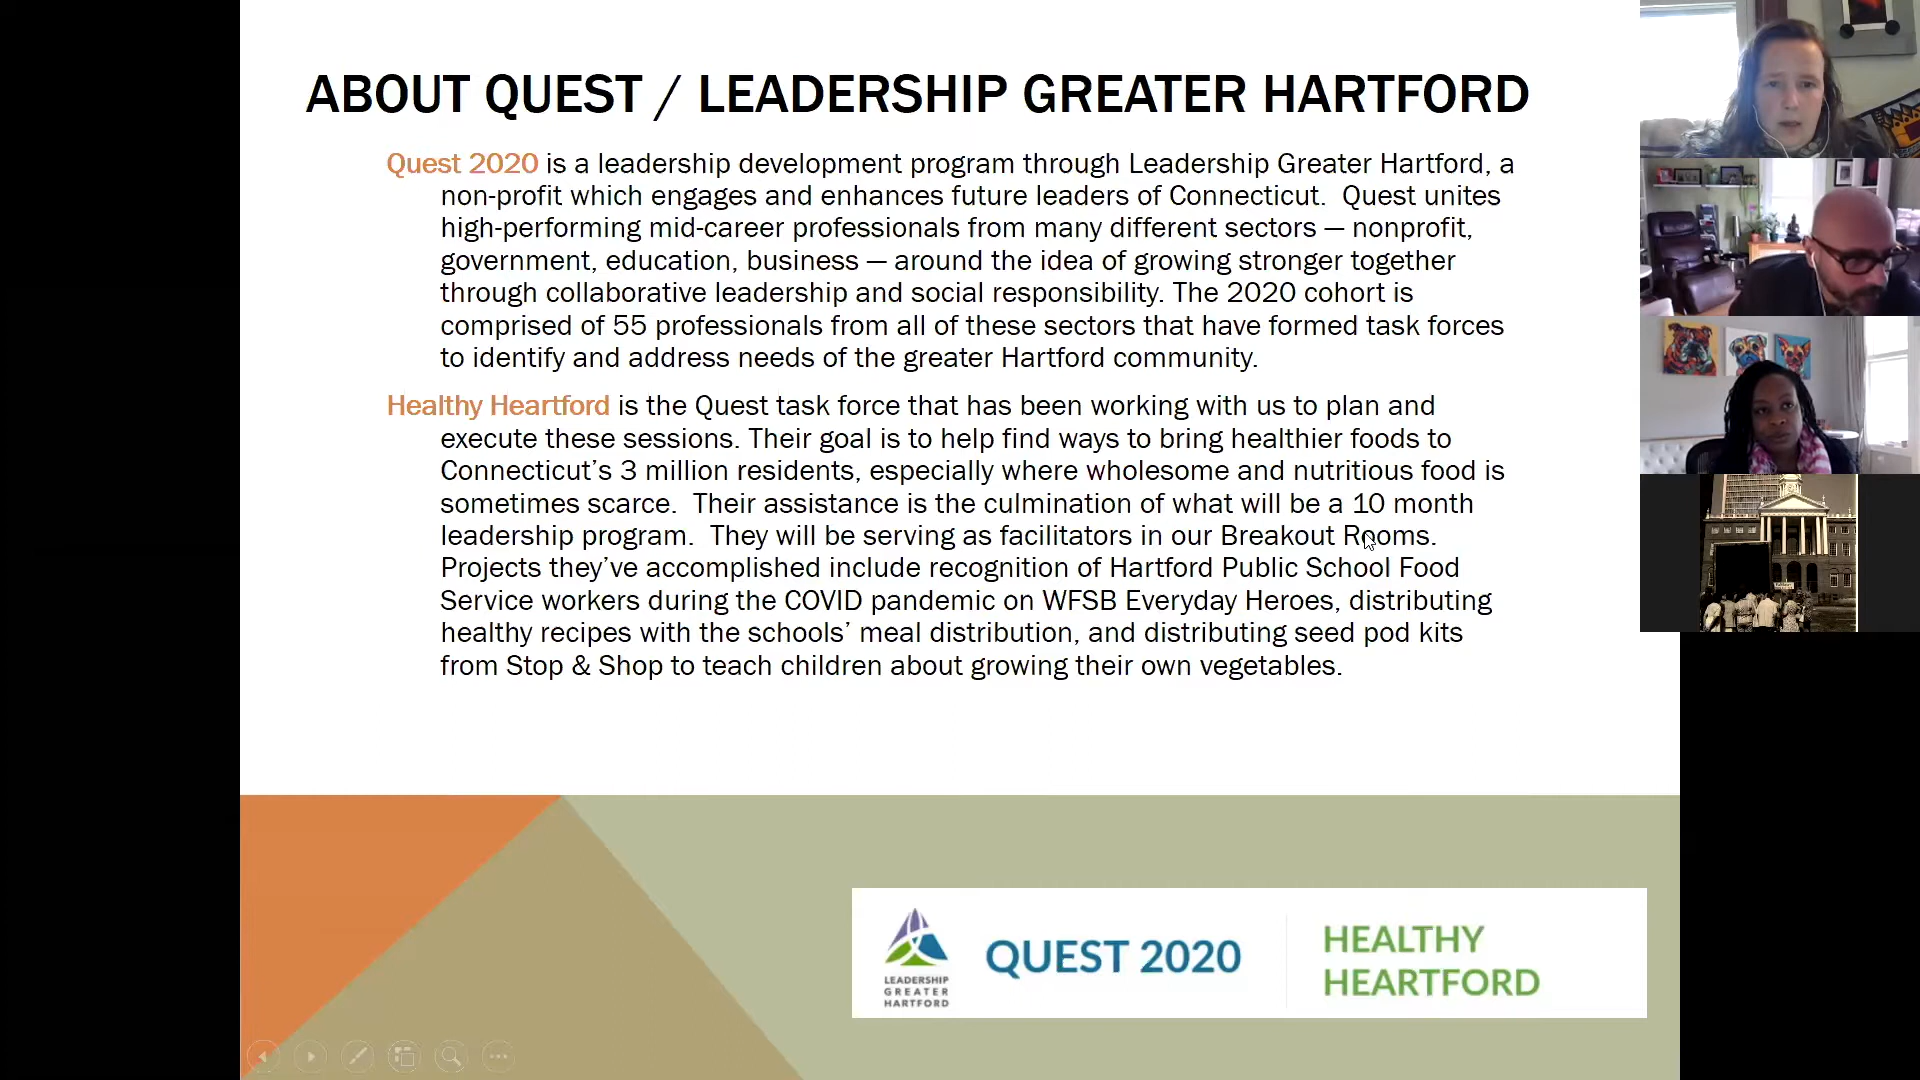 ABOUT QUEST / LEADERSHIP GREATER HARTFORD
Quest 2020 is a leadership development program through Leadership Greater Hartford, a
non-profit which engages and enhances future leaders of Connecticut.  Quest unites
high-performing mid-career professionals from many different sectors — nonprofit,
government, education, business — around the idea of growing stronger together
through collaborative leadership and social responsibility. The 2020 cohort is
comprised of 55 professionals from all of these sectors that have formed task forces
to identify and address needs of the greater Hartford community.
Healthy Heartford is the Quest task force that has been working with us to plan and
execute these sessions. Their goal is to help find ways to bring healthier foods to
Connecticut’s 3 million residents, especially where wholesome and nutritious food is
sometimes scarce.  Their assistance is the culmination of what will be a 10 month
leadership program.  They will be serving as facilitators in our Breakout Rooms.
Projects they’ve accomplished include recognition of Hartford Public School Food
Service workers during the COVID pandemic on WFSB Everyday Heroes, distributing
healthy recipes with the schools’ meal distribution, and distributing seed pod kits
from Stop & Shop to teach children about growing their own vegetables.
LEADERSHIP
GREATER
HARTFORD
QUEST 2020
HEALTHY
HEARTFORD